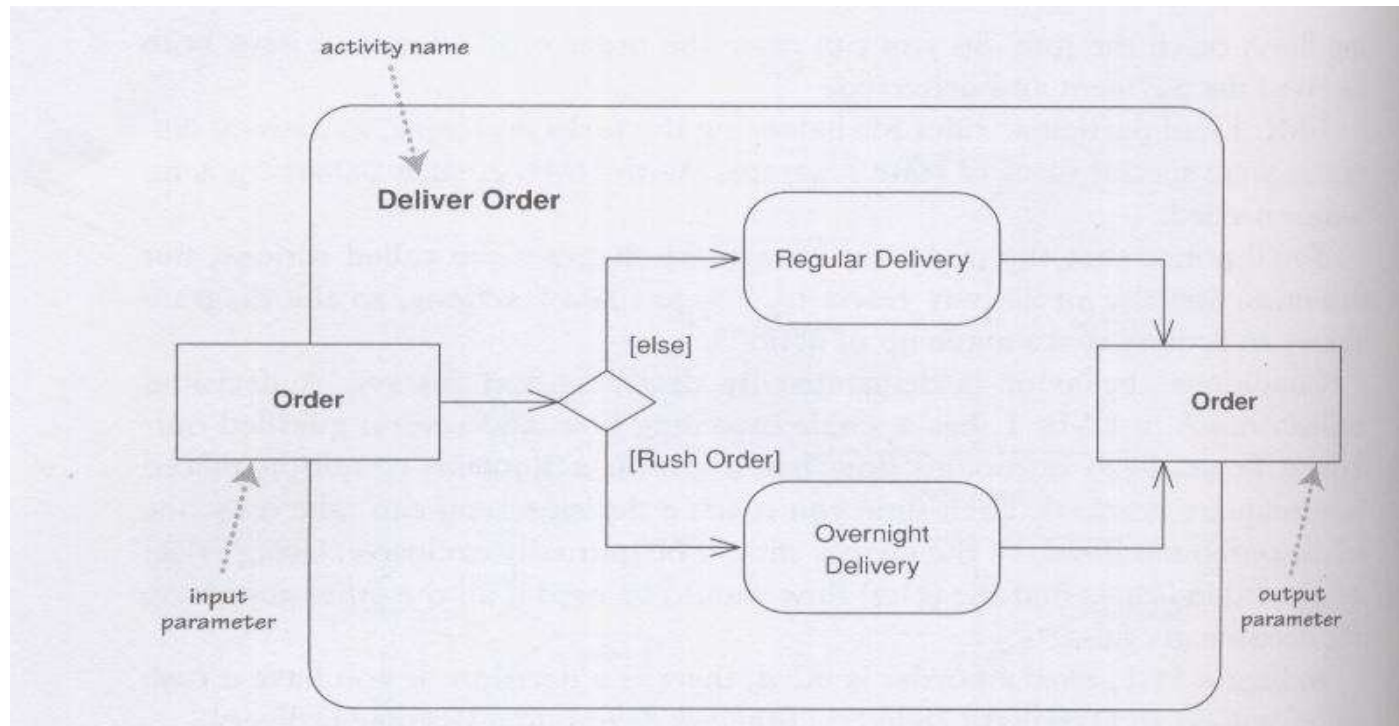 activity name
Deliver Order
Regular Delivery
[else]
Order
Order
[Rush Order]
Overnight
Delivery
input
parameter
output
parameter